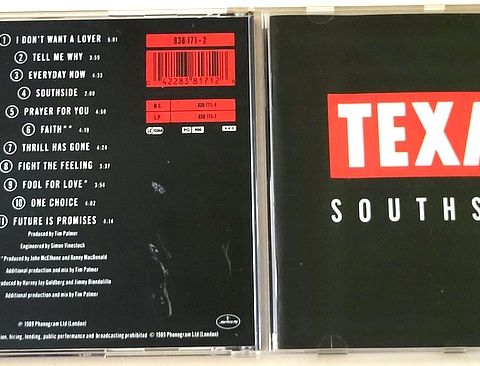 1 I DON'T WANT A LOVER 5:01
2 TELL ME WHY 3:59
3 EVERYDAY NOW 4:33
4 SOUTHSIDE 2:09
5 PRAYER FOR YOU 4:50
6 FAITH** 4:19
7 THRILL HAS GONE 4:24
8 FIGHT THE FEELING 3:37
9 FOOL FOR LOVE* 3:54
10 ONE CHOICE 4:02
11 FUTURE IS PROMISES 4:14
Produced by Tim Palmer
Engineered by Simon Vinestock
*Produced by John McElhone and Kenny MacDonald
Additional production and mix by Tim Palmer
Produced by Harvey Jay Goldberg and Jimmy Biondolillo
Additional production and mix by Tim Palmer
℗ 1989 Phonogram Ltd (London)
hiring, lending, public performance and broadcasting prohibited © 1989 Phonogram Ltd (London)
838 171-2
0 42283 81712
M.C. 838 171-4
L.P. 838 171-1
TEXA
SOUTHS